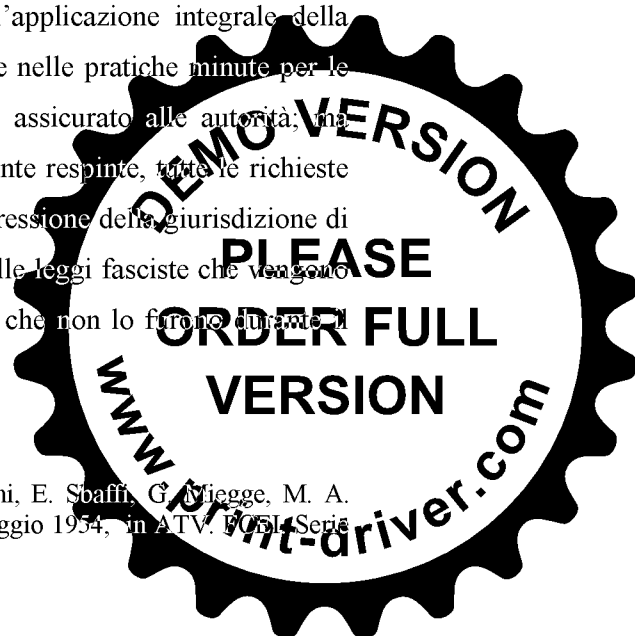 l'applicazione integrale della
e nelle pratiche minute per le
assicurato alle autorità; ma
nte respinte, tutte le richieste
ressione della giurisdizione di
lle leggi fasciste che vengono
che non lo furono durante il
ni, E. Sbaffi, G. Miegge, M. A.
ggio 1954, in ATV. FCEI. Serie
DEMO VERSION
PLEASE
ORDER FULL
VERSION
www.print-driver.com